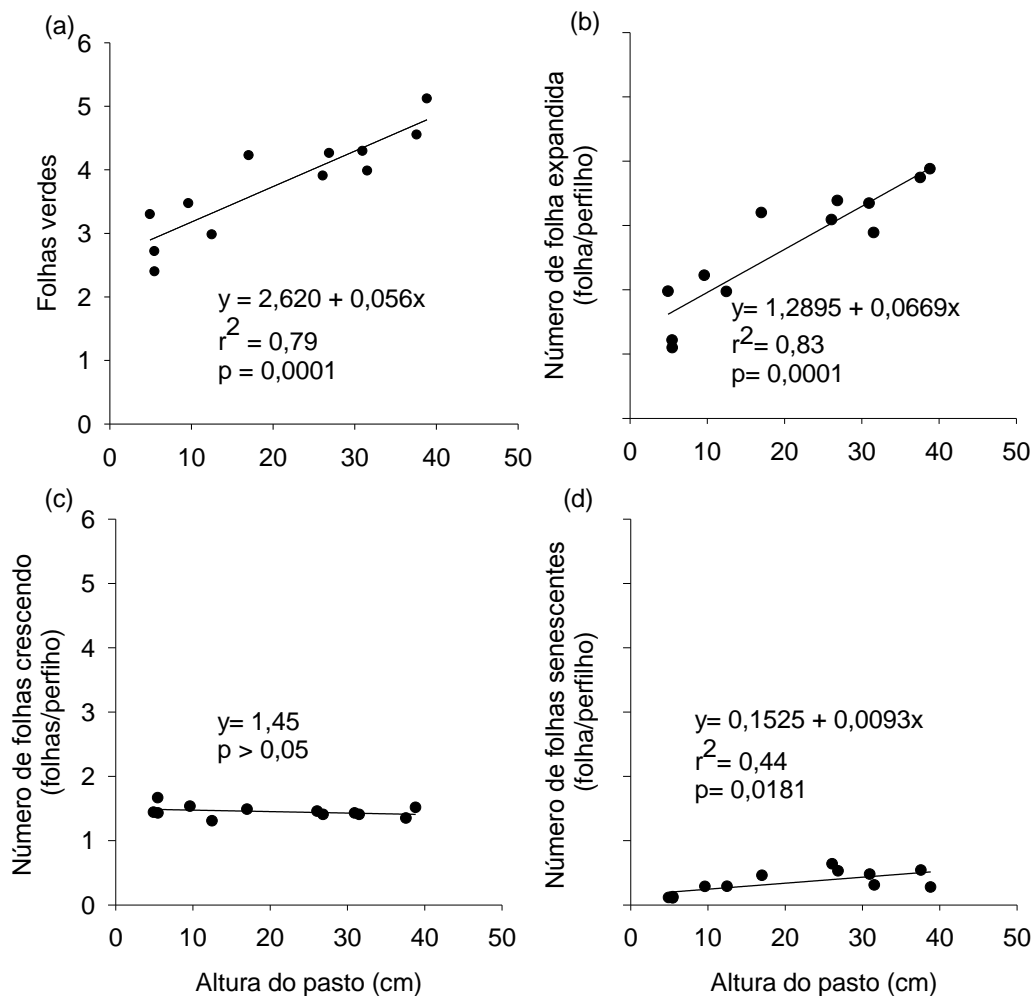 (a)
6
5
4
3
2
1
0
Folhas verdes
y = 2,620 + 0,056x
r² = 0,79
p = 0,0001
0 10 20 30 40 50
(b)
Número de folha expandida
(folha/perfilho)
y= 1,2895 + 0,0669x
r²= 0,83
p= 0,0001
0 10 20 30 40 50
(c)
6
5
4
3
2
1
0
Número de folhas crescendo
(folhas/perfiho)
y= 1,45
p > 0,05
0 10 20 30 40 50
Altura do pasto (cm)
(d)
Número de folhas senescentes
(folha/perfilho)
y= 0,1525 + 0,0093x
r²= 0,44
p= 0,0181
0 10 20 30 40 50
Altura do pasto (cm)